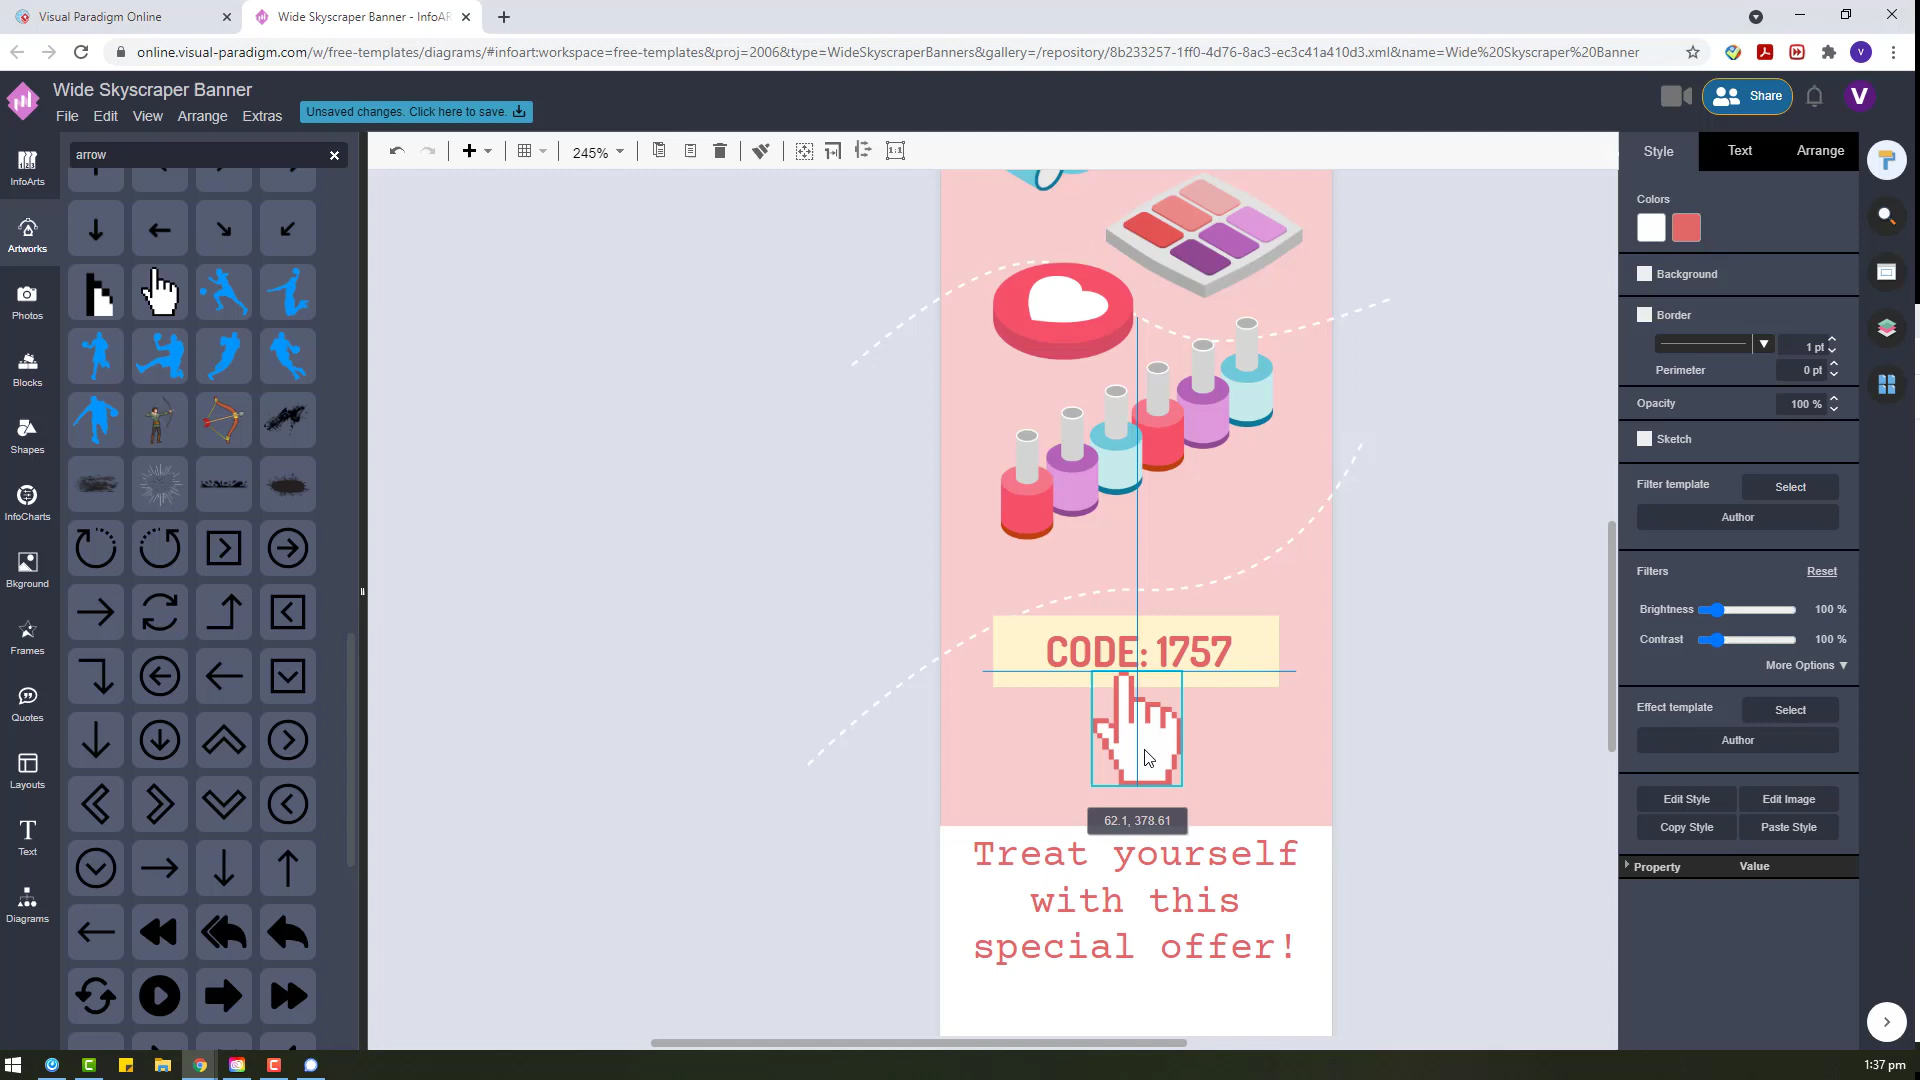 Visual Paradigm Online
Wide Skyscraper Banner - InfoAR
online.visual-paradigm.com/w/free-templates/diagrams/#infoart:workspace=free-templates&proj=2006&type=WideSkyscraperBanners&gallery=/repository/8b233257-1ff0-4d76-8ac3-ec3c41a410d3.xml&name=Wide%20Skyscraper%20Banner
V
Wide Skyscraper Banner
File Edit View Arrange Extras
Unsaved changes. Click here to save.
Share
V
arrow
245%
1:1
Style Text Arrange
InfoArts
Artworks
Photos
Blocks
Shapes
InfoCharts
Bkground
Frames
Quotes
Layouts
Text
Diagrams
CODE: 1757
62.1, 378.61
Treat yourself
with this
special offer!
Colors
Background
Border
1 pt
Perimeter 0 pt
Opacity 100 %
Sketch
Filter template Select
Author
Filters Reset
Brightness 100 %
Contrast 100 %
More Options ▼
Effect template Select
Author
Edit Style Edit Image
Copy Style Paste Style
Property Value
1:37 pm